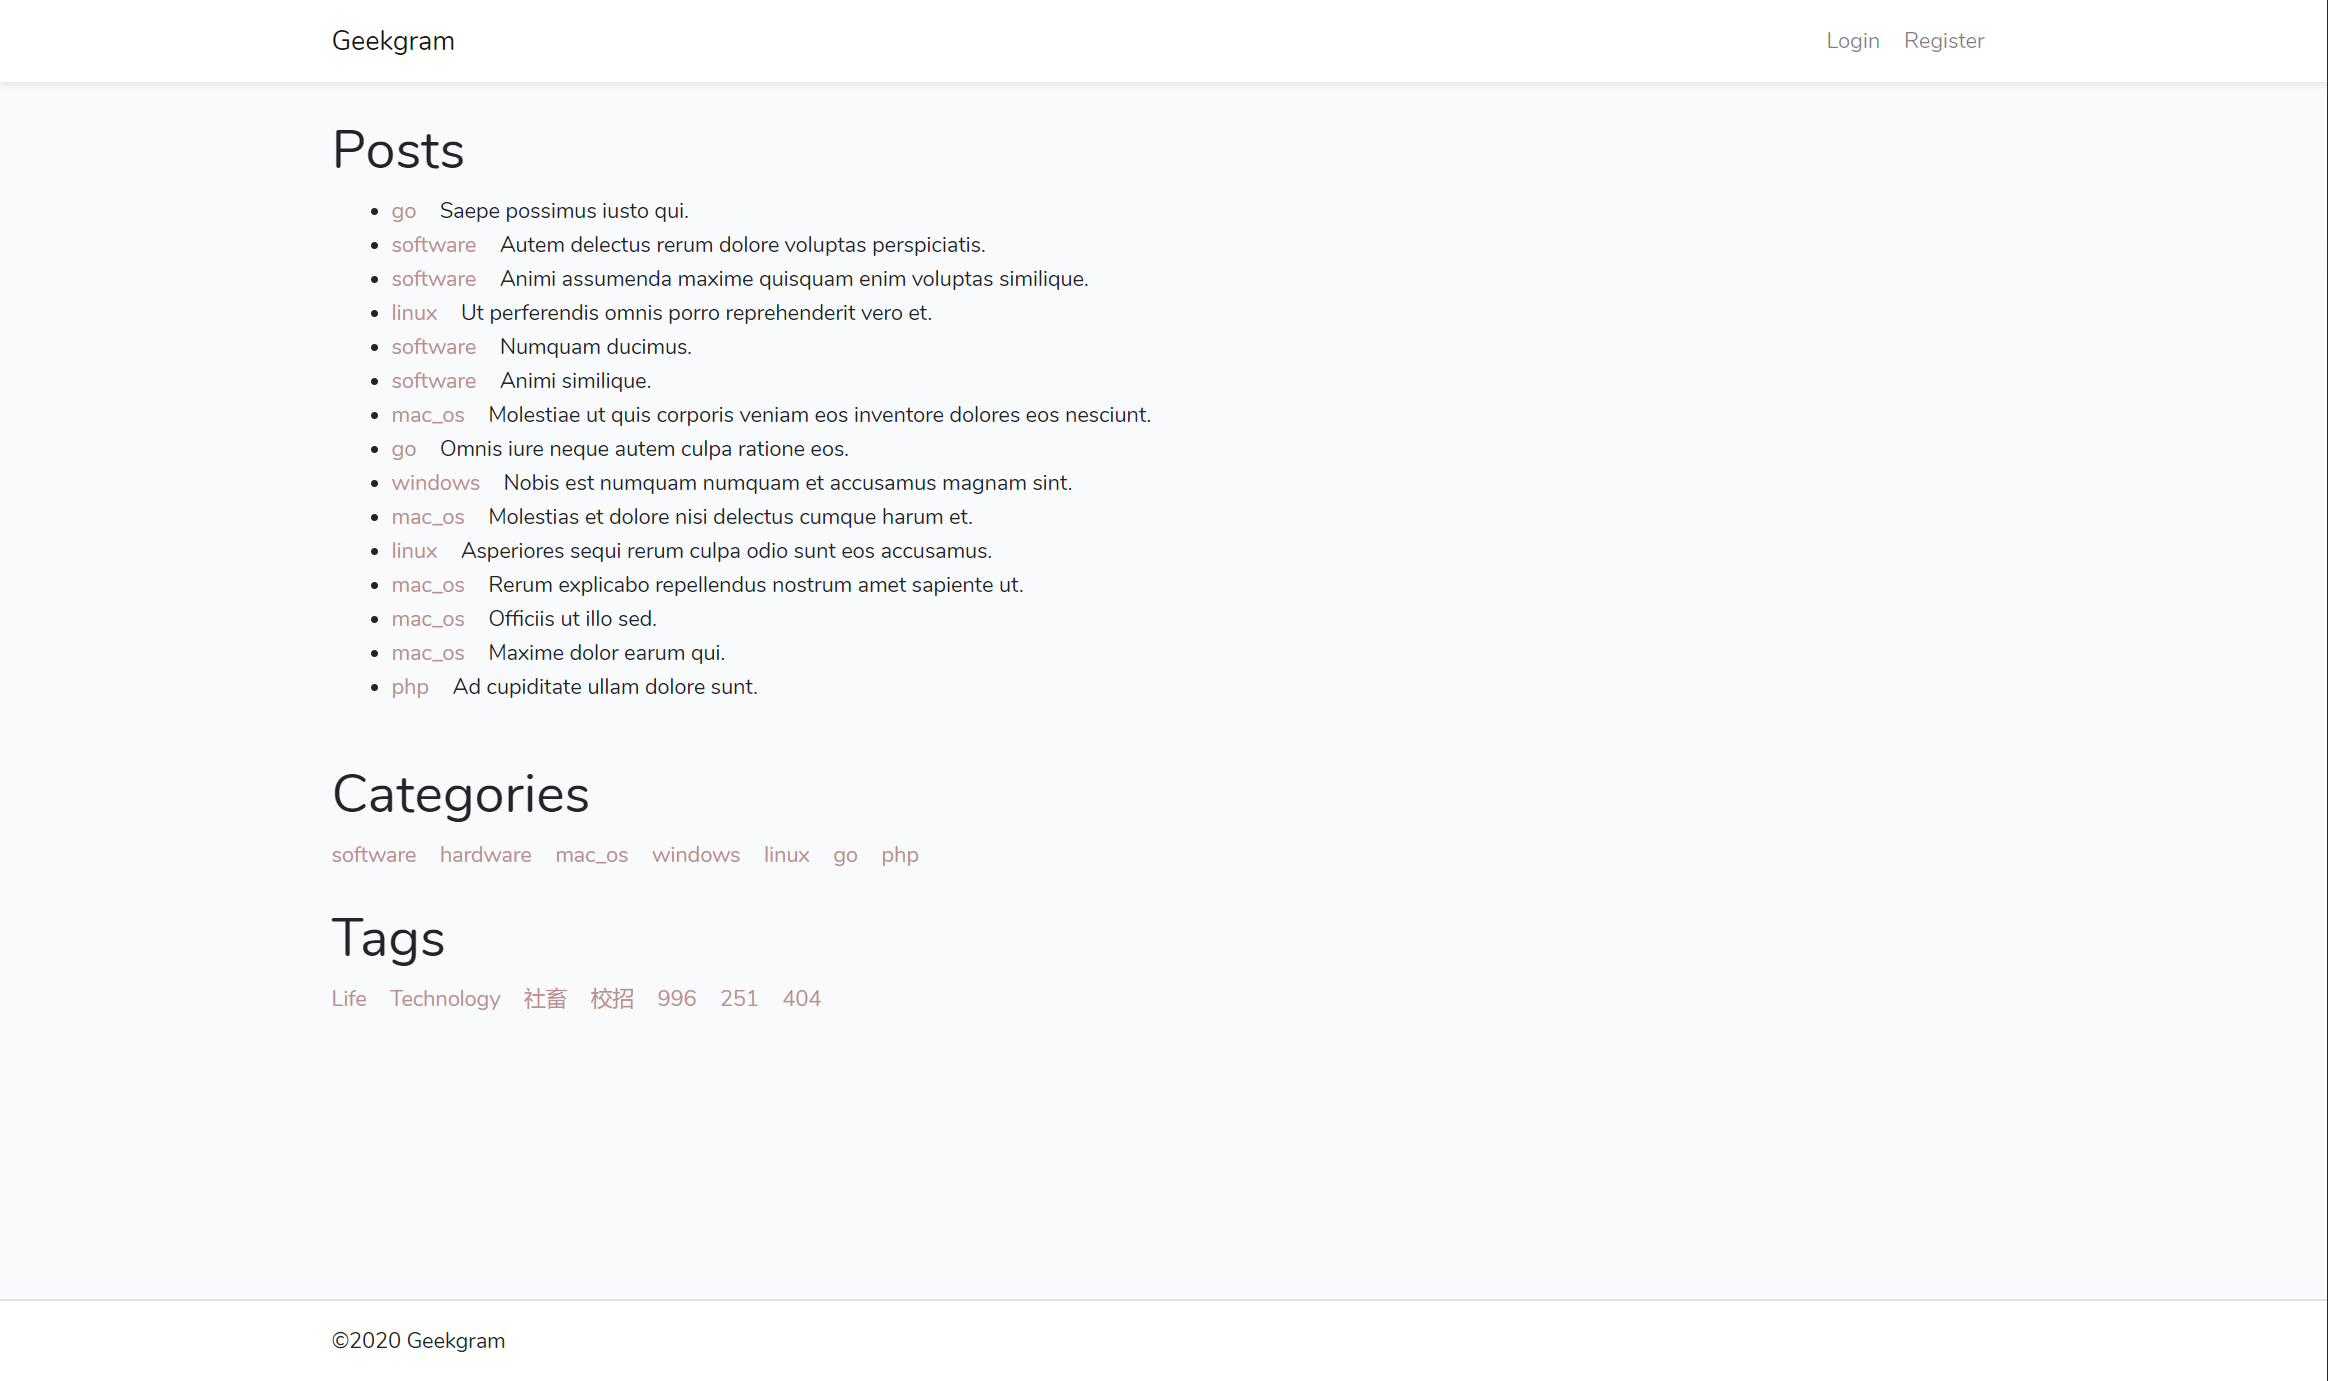 Geekgram Login Register
Posts
go Saepe possimus iusto qui.
software Autem delectus rerum dolore voluptas perspiciatis.
software Animi assumenda maxime quisquam enim voluptas similique.
linux Ut perferendis omnis porro reprehenderit vero et.
software Numquam ducimus.
software Animi similique.
mac_os Molestiae ut quis corporis veniam eos inventore dolores eos nesciunt.
go Omnis iure neque autem culpa ratione eos.
windows Nobis est numquam numquam et accusamus magnam sint.
mac_os Molestias et dolore nisi delectus cumque harum et.
linux Asperiores sequi rerum culpa odio sunt eos accusamus.
mac_os Rerum explicabo repellendus nostrum amet sapiente ut.
mac_os Officiis ut illo sed.
mac_os Maxime dolor earum qui.
php Ad cupiditate ullam dolore sunt.
Categories
software hardware mac_os windows linux go php
Tags
Life Technology 社畜 校招 996 251 404
©2020 Geekgram